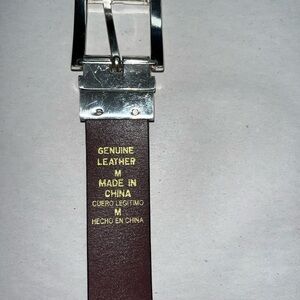 GENUINE
LEATHER
M
MADE IN
CHINA
CUERO LEGITIMO
M
HECHO EN CHINA